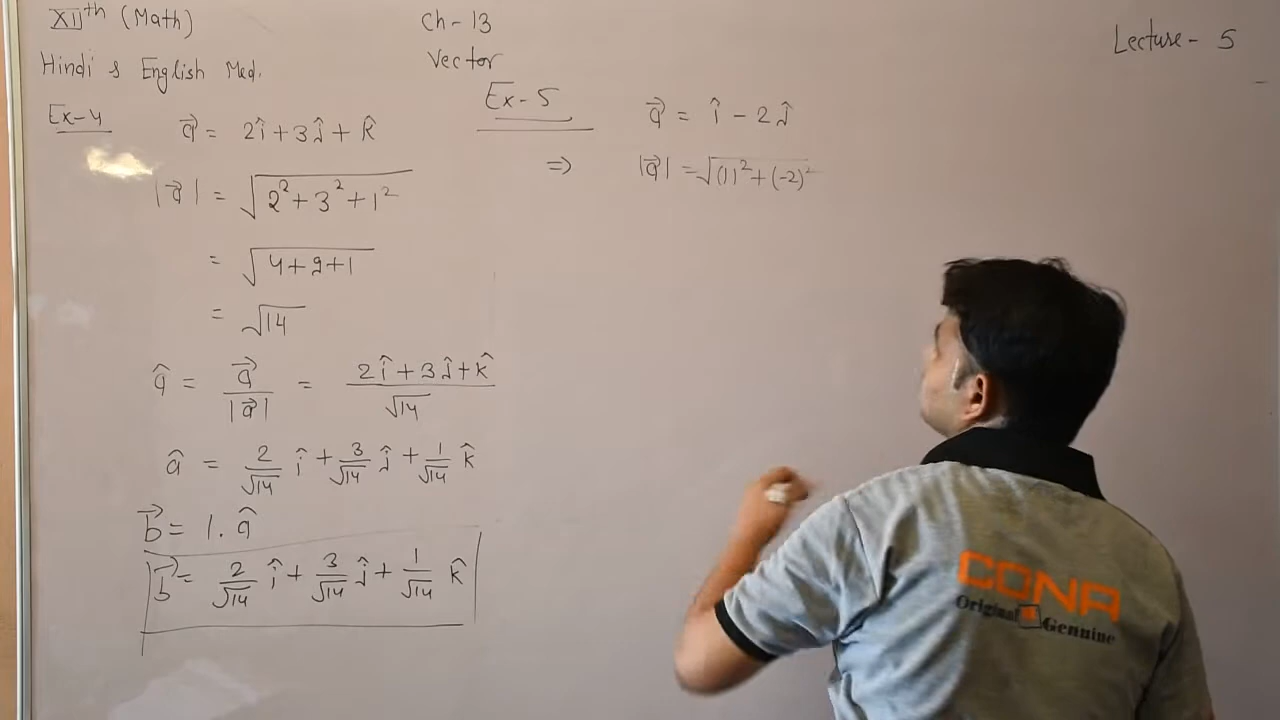 XIIth (Math)
Ch-13
Lecture-5
Hindi & English Med.
Vector
Ex-4
a⃗ = 2î+3ĵ+k̂
|a⃗| = √(2²+3²+1²)
= √(4+9+1)
= √14
â = a⃗/|a⃗| = (2î+3ĵ+k̂)/√14
â = 2/√14 î + 3/√14 ĵ + 1/√14 k̂
b⃗ = 1.â
b⃗ = 2/√14 î + 3/√14 ĵ + 1/√14 k̂
Ex-5
a⃗ = î - 2ĵ
⇒ |a⃗| = √((1)²+(-2)²)
CONA
Original Genuine